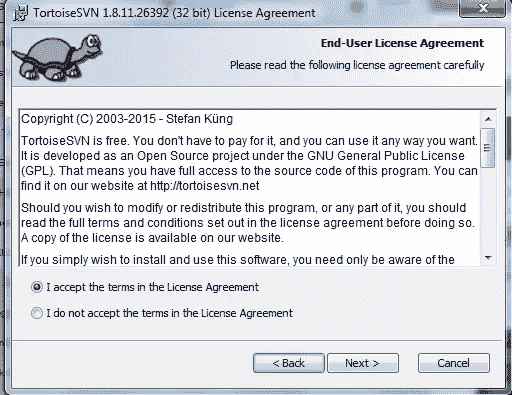 TortoiseSVN 1.8.11.26392 (32 bit) License Agreement
End-User License Agreement
Please read the following license agreement carefully
Copyright (C) 2003-2015 - Stefan Küng
TortoiseSVN is free. You don't have to pay for it, and you can use it any way you want.
It is developed as an Open Source project under the GNU General Public License
(GPL). That means you have full access to the source code of this program. You can
find it on our website at http://tortoisesvn.net
Should you wish to modify or redistribute this program, or any part of it, you should
read the full terms and conditions set out in the license agreement before doing so.
A copy of the license is available on our website.
If you simply wish to install and use this software, you need only be aware of the
I accept the terms in the License Agreement
I do not accept the terms in the License Agreement
< Back Next > Cancel